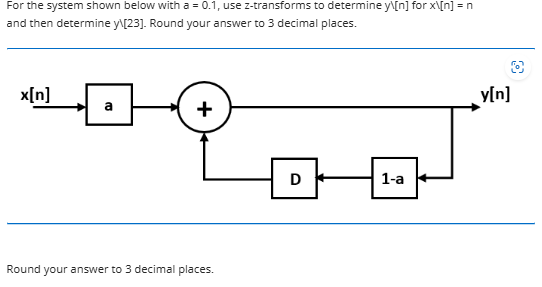 For the system shown below with a = 0.1, use z-transforms to determine y\[n] for x\[n] = n
and then determine y\[23]. Round your answer to 3 decimal places.
x[n]
a
+
y[n]
D
1-a
Round your answer to 3 decimal places.